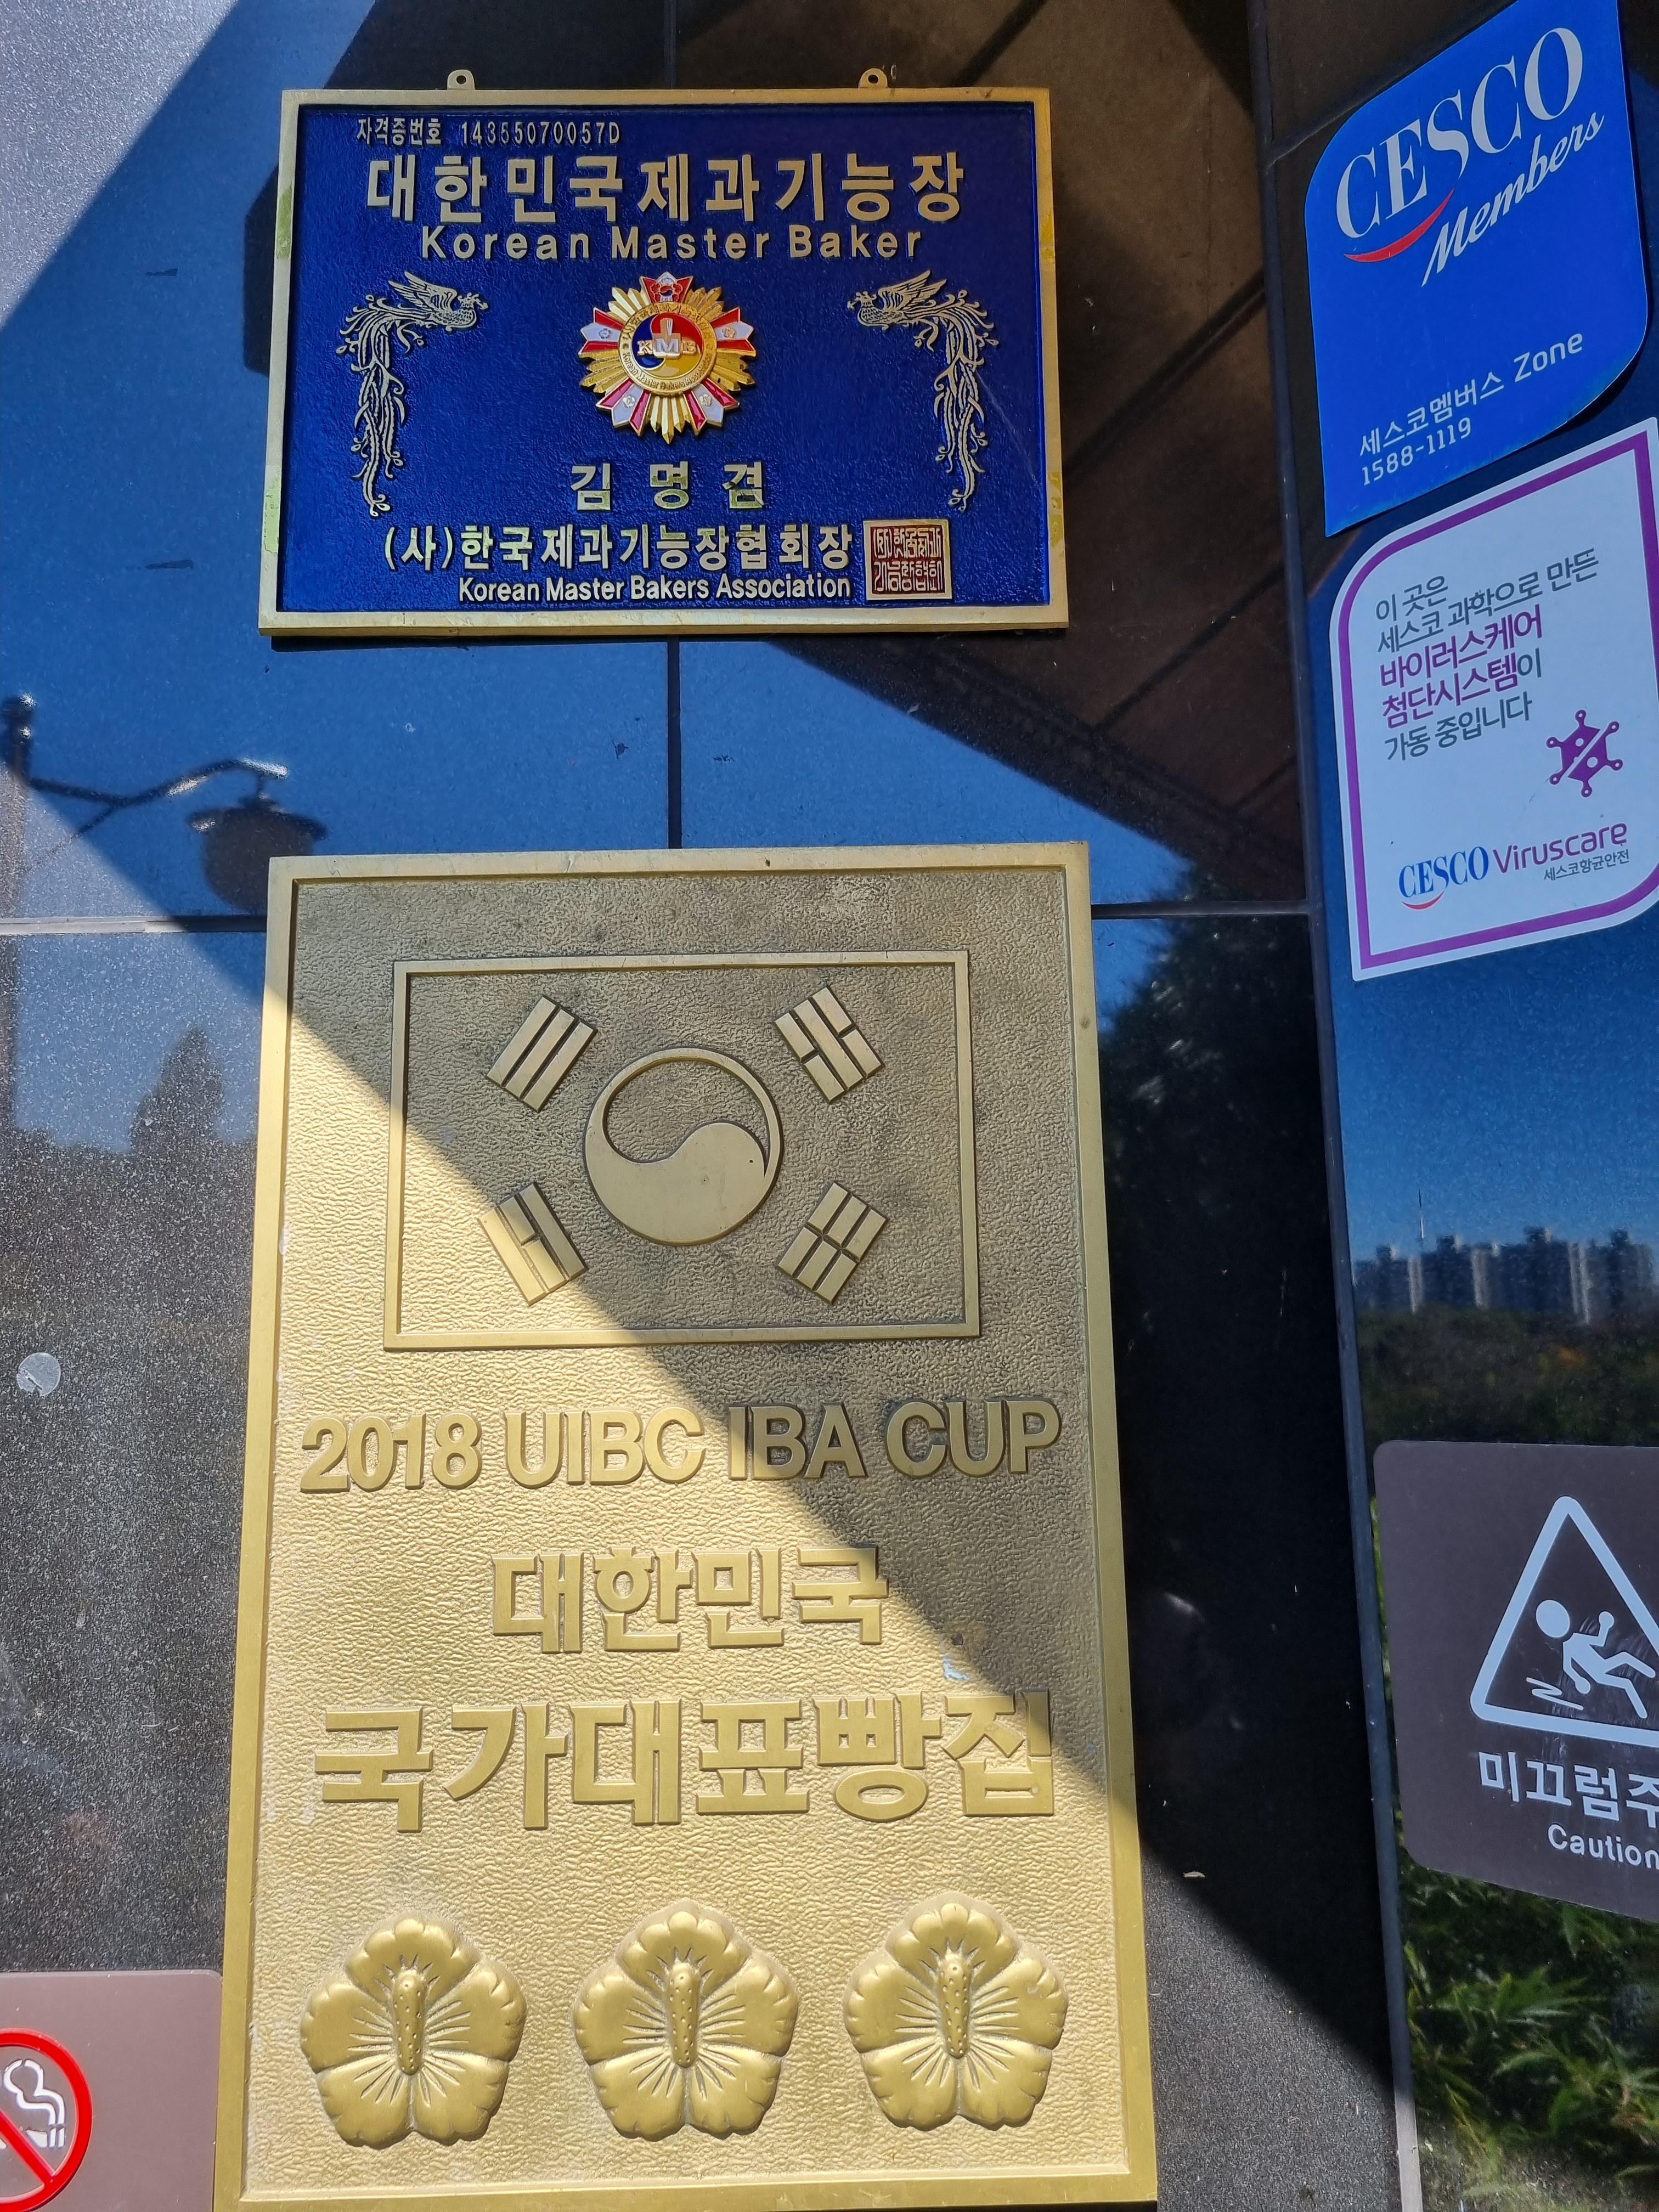 자격증번호 14355070057D
대한민국제과기능장
Korean Master Baker
KMB
김명겸
(사)한국제과기능장협회장
Korean Master Bakers Association
2018 UIBC IBA CUP
대한민국
국가대표빵집
CESCO
Members
세스코멤버스 Zone
1588-1119
이 곳은
세스코 과학으로 만든
바이러스케어
첨단시스템이
가동 중입니다
CESCO Viruscare
세스코항균안전
미끄럼주
Caution